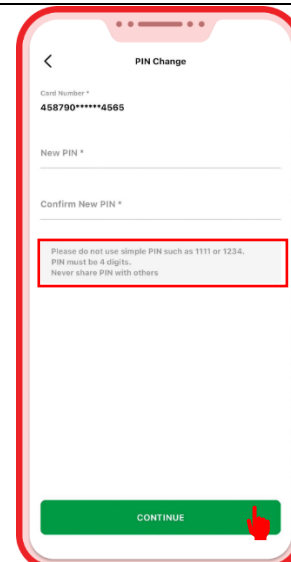 PIN Change
Card Number *
458790******4565
New PIN *
Confirm New PIN *
Please do not use simple PIN such as 1111 or 1234.
PIN must be 4 digits.
Never share PIN with others
CONTINUE